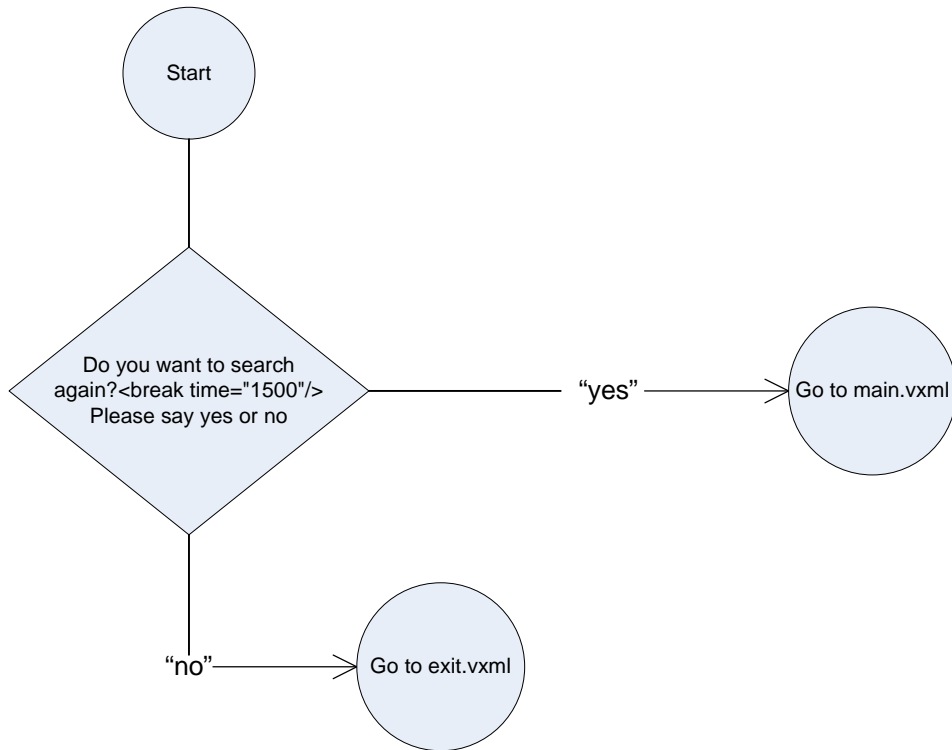 Start
Do you want to search
again?<break time="1500"/>
Please say yes or no
“yes”
Go to main.vxml
“no”
Go to exit.vxml